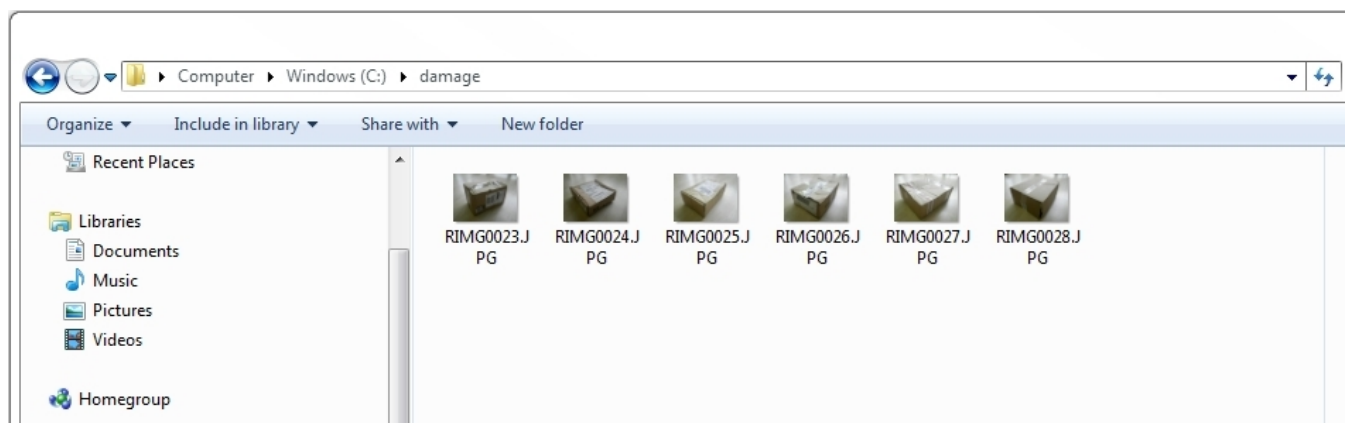 Computer Windows (C:) damage
Organize Include in library Share with New folder
Recent Places
Libraries
Documents
Music
Pictures
Videos
Homegroup
RIMG0023.J
PG
RIMG0024.J
PG
RIMG0025.J
PG
RIMG0026.J
PG
RIMG0027.J
PG
RIMG0028.J
PG